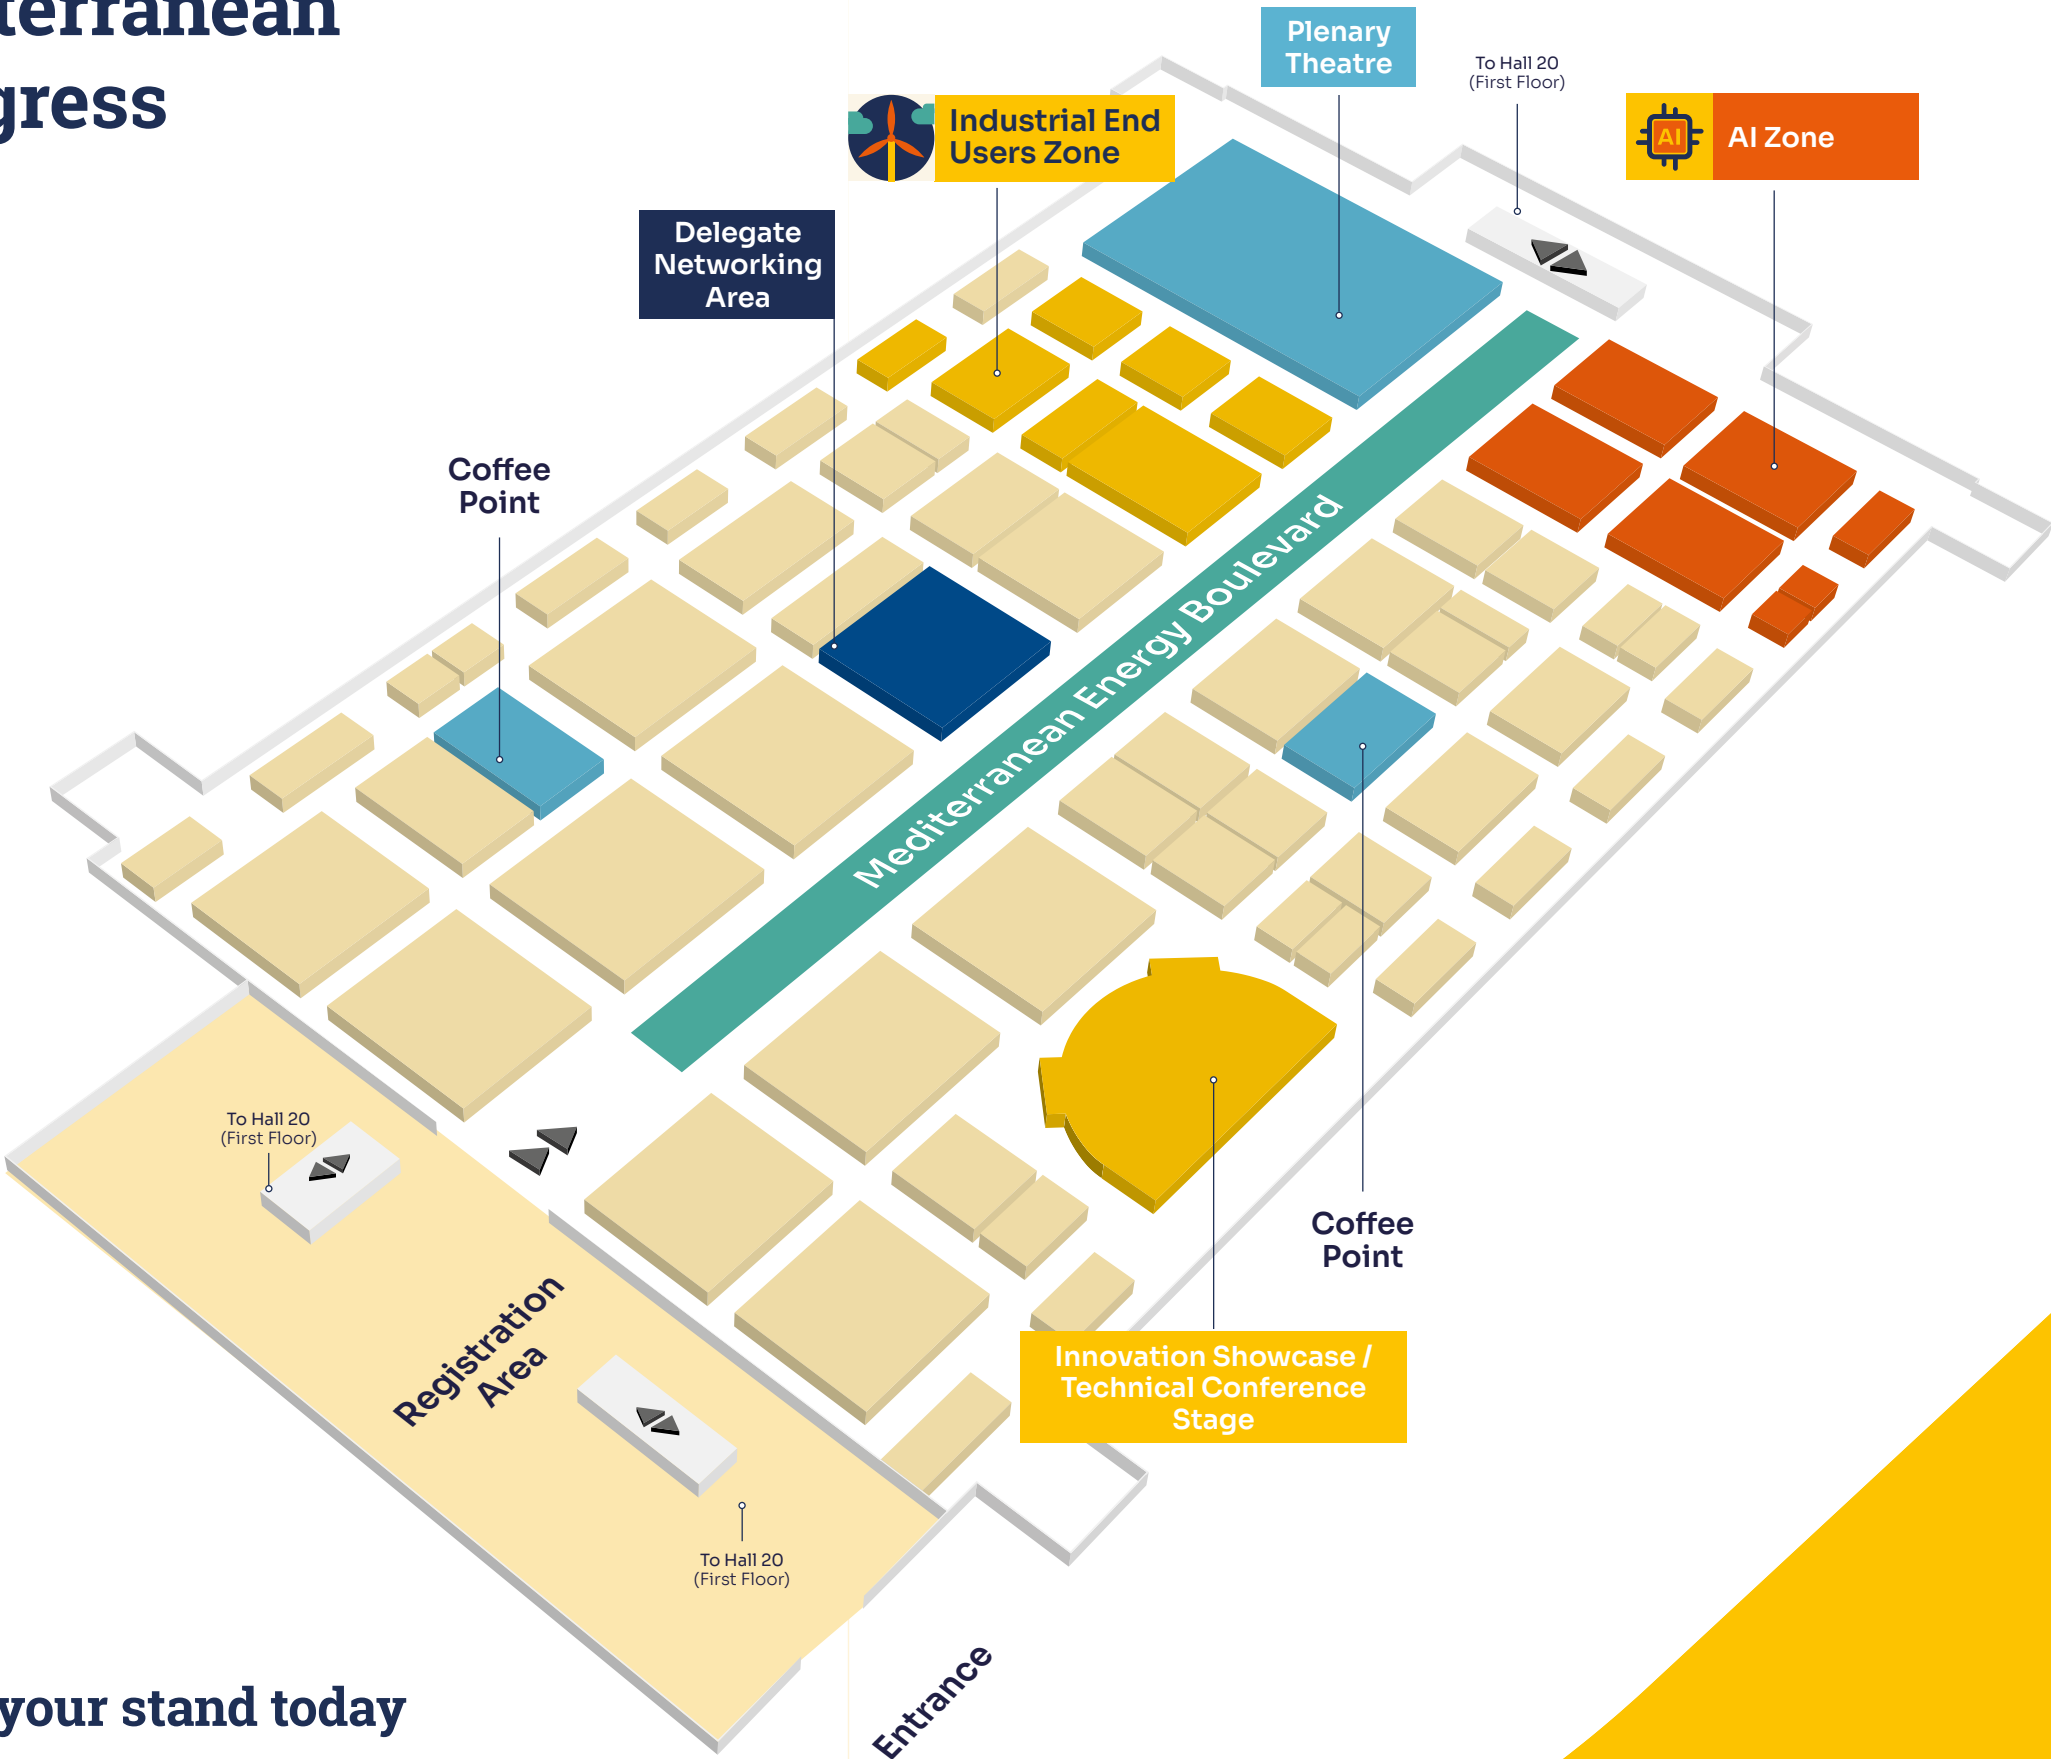 terranean
gress
Plenary
Theatre
To Hall 20
(First Floor)
Industrial End
Users Zone
AI
AI Zone
Delegate
Networking
Area
Coffee
Point
Mediterranean Energy Boulevard
To Hall 20
(First Floor)
Registration
Area
Coffee
Point
Innovation Showcase /
Technical Conference
Stage
To Hall 20
(First Floor)
Entrance
your stand today